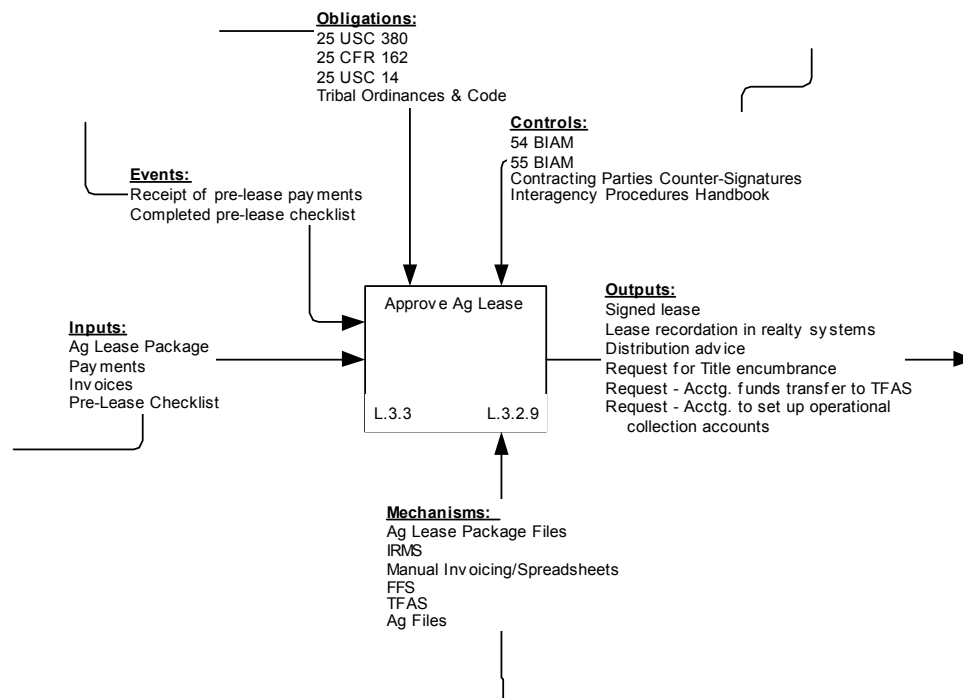 Obligations:
25 USC 380
25 CFR 162
25 USC 14
Tribal Ordinances & Code
Controls:
54 BIAM
55 BIAM
Contracting Parties Counter-Signatures
Interagency Procedures Handbook
Events:
Receipt of pre-lease payments
Completed pre-lease checklist
Inputs:
Ag Lease Package
Payments
Invoices
Pre-Lease Checklist
Approve Ag Lease
L.3.3 L.3.2.9
Outputs:
Signed lease
Lease recordation in realty systems
Distribution advice
Request for Title encumbrance
Request - Acctg. funds transfer to TFAS
Request - Acctg. to set up operational
collection accounts
Mechanisms:
Ag Lease Package Files
IRMS
Manual Invoicing/Spreadsheets
FFS
TFAS
Ag Files